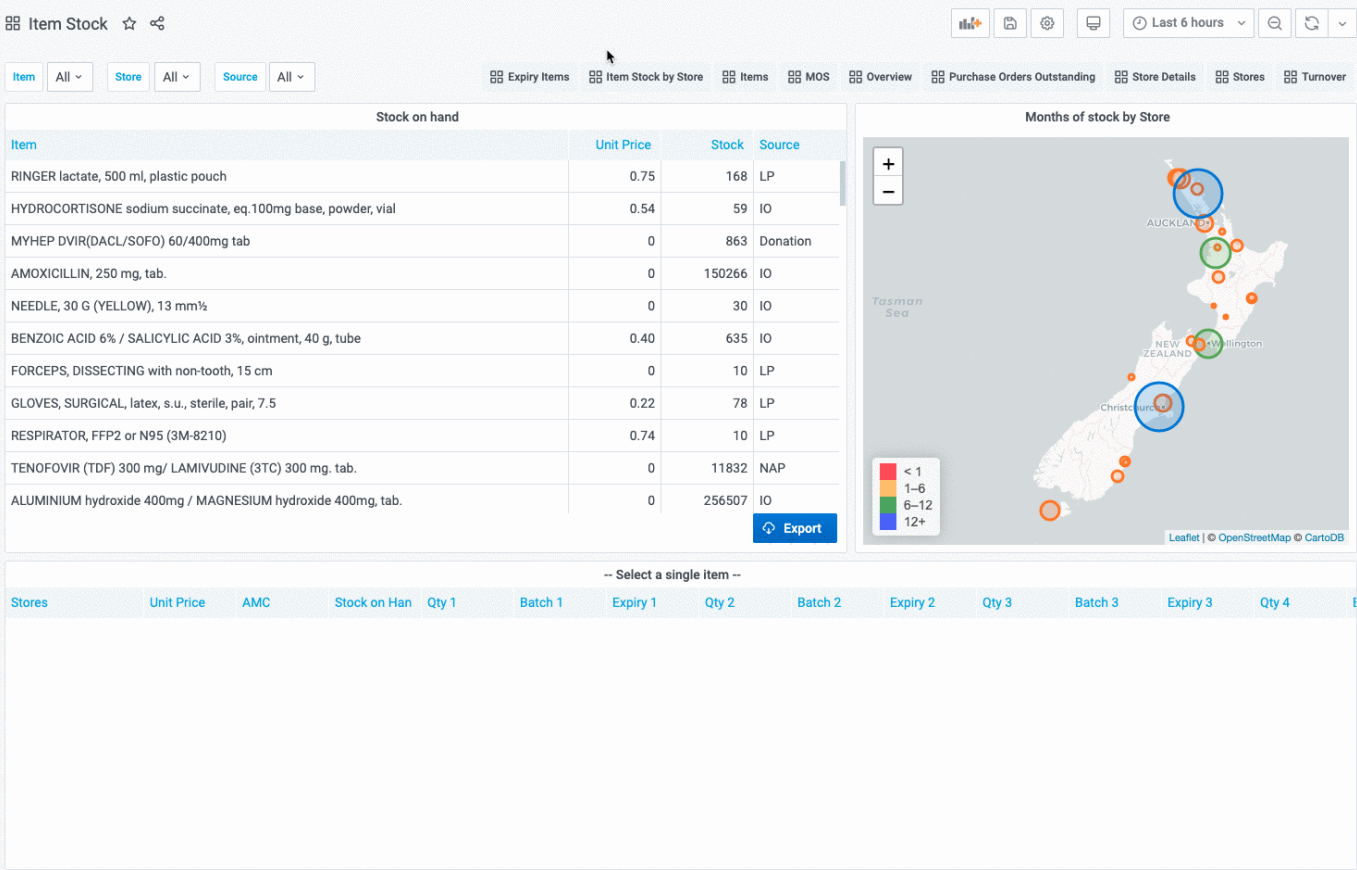 Item Stock
Last 6 hours
Item All Store All Source All Expiry Items Item Stock by Store Items MOS Overview Purchase Orders Outstanding Store Details Stores Turnover
Stock on hand
Item Unit Price Stock Source
RINGER lactate, 500 ml, plastic pouch 0.75 168 LP
HYDROCORTISONE sodium succinate, eq.100mg base, powder, vial 0.54 59 IO
MYHEP DVIR(DACL/SOFO) 60/400mg tab 0 863 Donation
AMOXICILLIN, 250 mg, tab. 0 150266 IO
NEEDLE, 30 G (YELLOW), 13 mm½ 0 30 IO
BENZOIC ACID 6% / SALICYLIC ACID 3%, ointment, 40 g, tube 0.40 635 IO
FORCEPS, DISSECTING with non-tooth, 15 cm 0 10 LP
GLOVES, SURGICAL, latex, s.u., sterile, pair, 7.5 0.22 78 LP
RESPIRATOR, FFP2 or N95 (3M-8210) 0.74 10 LP
TENOFOVIR (TDF) 300 mg/ LAMIVUDINE (3TC) 300 mg. tab. 0 11832 NAP
ALUMINIUM hydroxide 400mg / MAGNESIUM hydroxide 400mg, tab. 0 256507 IO
Export
Months of stock by Store
+
−
AUCKLAND
Tasman
Sea
NEW
ZEALAND
Wellington
Christchurch
< 1
1–6
6–12
12+
Leaflet | © OpenStreetMap © CartoDB
-- Select a single item --
Stores Unit Price AMC Stock on Han Qty 1 Batch 1 Expiry 1 Qty 2 Batch 2 Expiry 2 Qty 3 Batch 3 Expiry 3 Qty 4